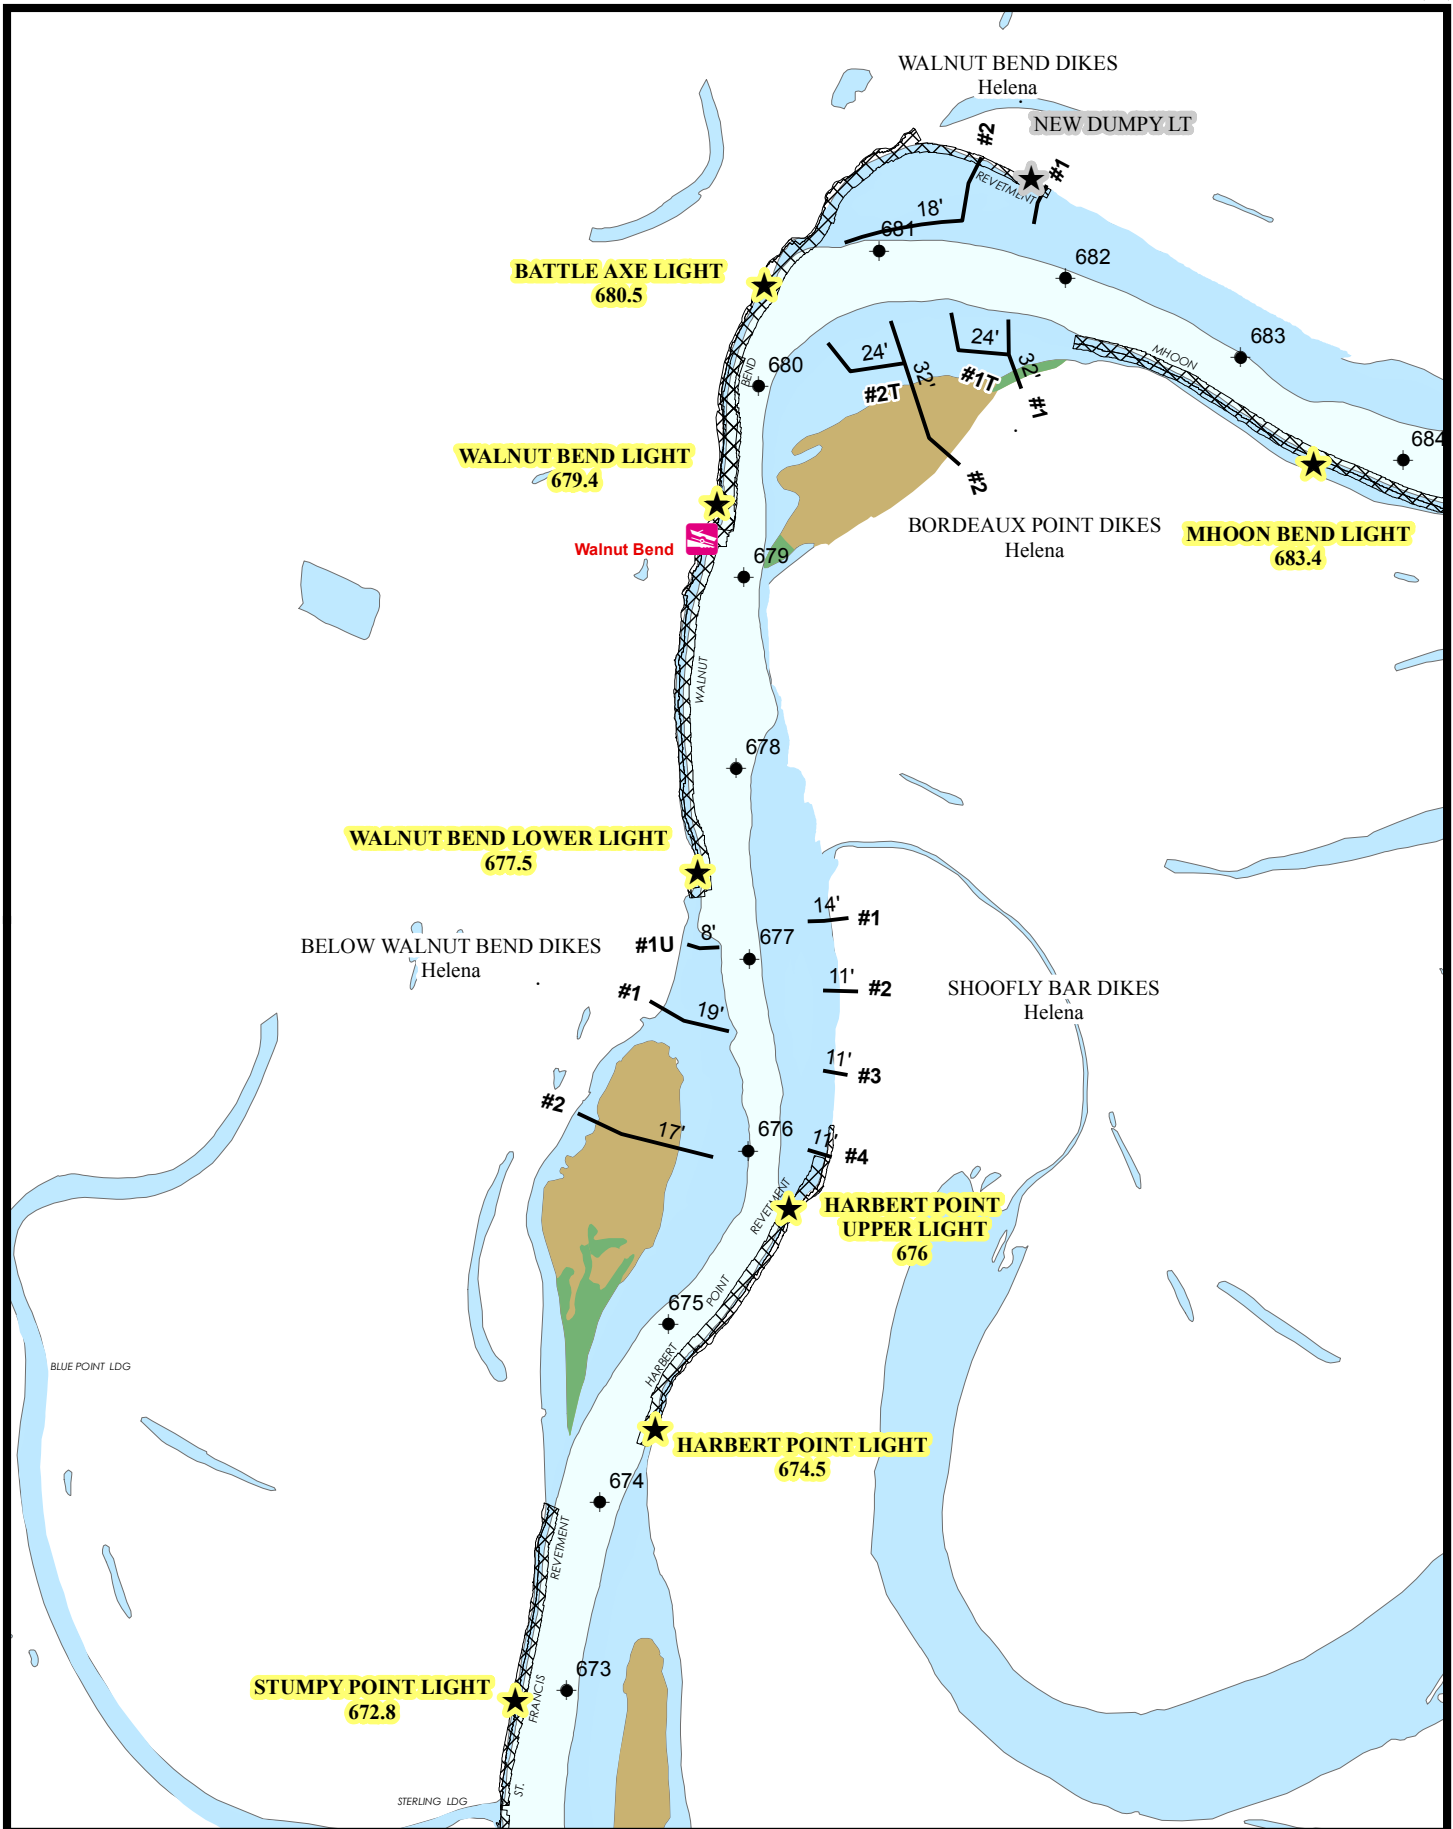 WALNUT BEND DIKES
Helena
NEW DUMPY LT
#2
#1
REVETMENT
18'
681
682
BATTLE AXE LIGHT
680.5
683
MHOON
24'
24'
32'
32'
#2T
#1T
#1
680
BEND
684
WALNUT BEND LIGHT
679.4
#2
BORDEAUX POINT DIKES
Helena
MHOON BEND LIGHT
683.4
Walnut Bend
679
WALNUT
678
WALNUT BEND LOWER LIGHT
677.5
14'
#1
BELOW WALNUT BEND DIKES
Helena
#1U
8'
677
11'
#2
SHOOFLY BAR DIKES
Helena
#1
19'
11'
#3
#2
17'
676
11'
#4
REVETMENT
HARBERT POINT
UPPER LIGHT
676
POINT
675
HARBERT
BLUE POINT LDG
HARBERT POINT LIGHT
674.5
674
REVETMENT
673
STUMPY POINT LIGHT
672.8
FRANCIS
ST.
STERLING LDG